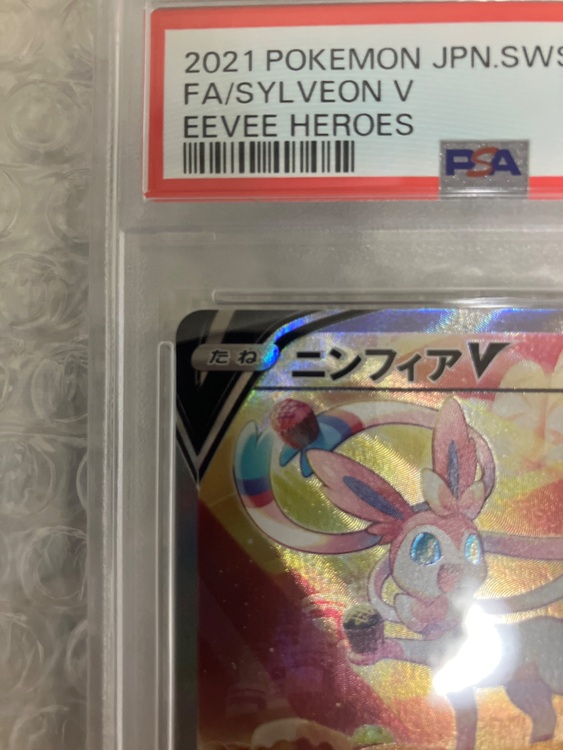 2021 POKEMON JPN.SWS
FA/SYLVEON V
EEVEE HEROES
PSA
たね
ニンフィアV